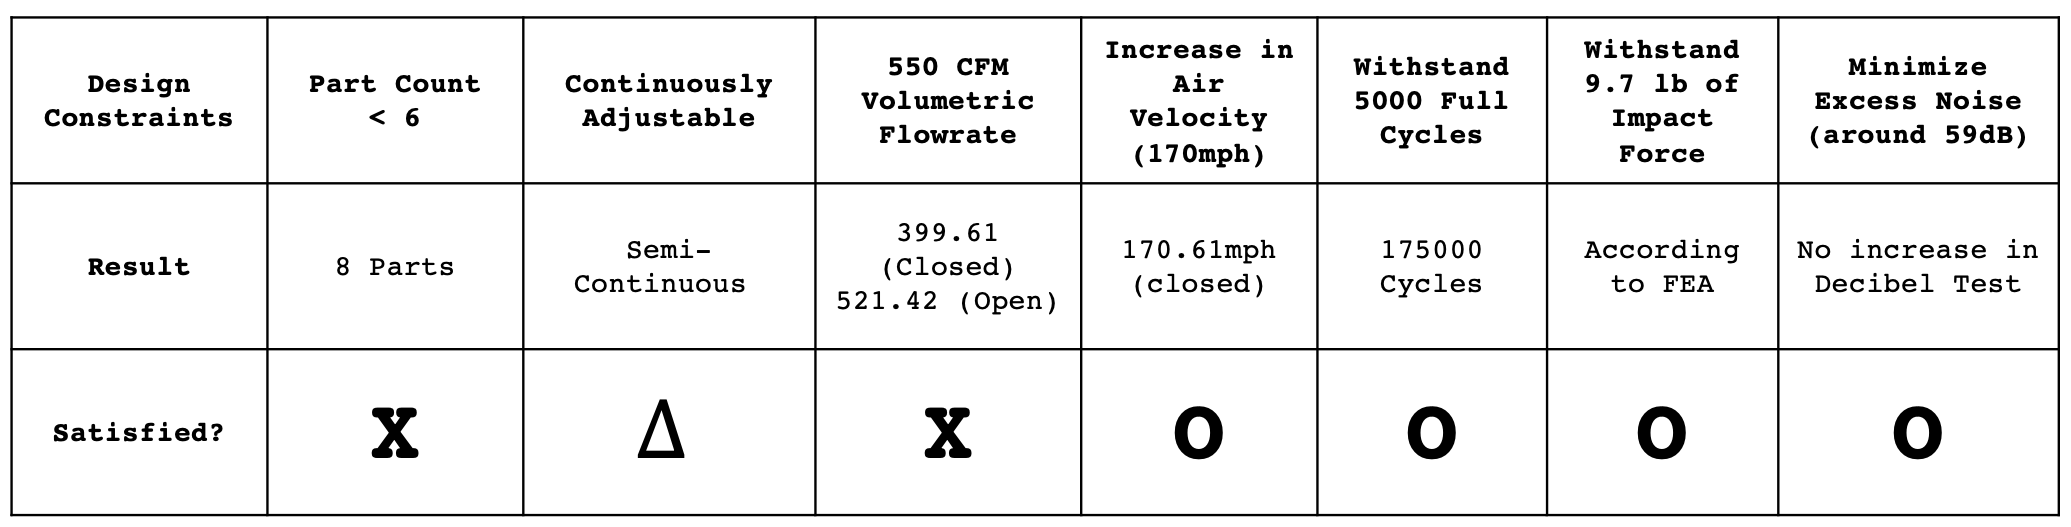 Design
Constraints
Part Count
< 6
Continuously
Adjustable
550 CFM
Volumetric
Flowrate
Increase in
Air
Velocity
(170mph)
Withstand
5000 Full
Cycles
Withstand
9.7 lb of
Impact
Force
Minimize
Excess Noise
(around 59dB)
Result
8 Parts
Semi-
Continuous
399.61
(Closed)
521.42 (Open)
170.61mph
(closed)
175000
Cycles
According
to FEA
No increase in
Decibel Test
Satisfied?
X
Δ
X
O
O
O
O